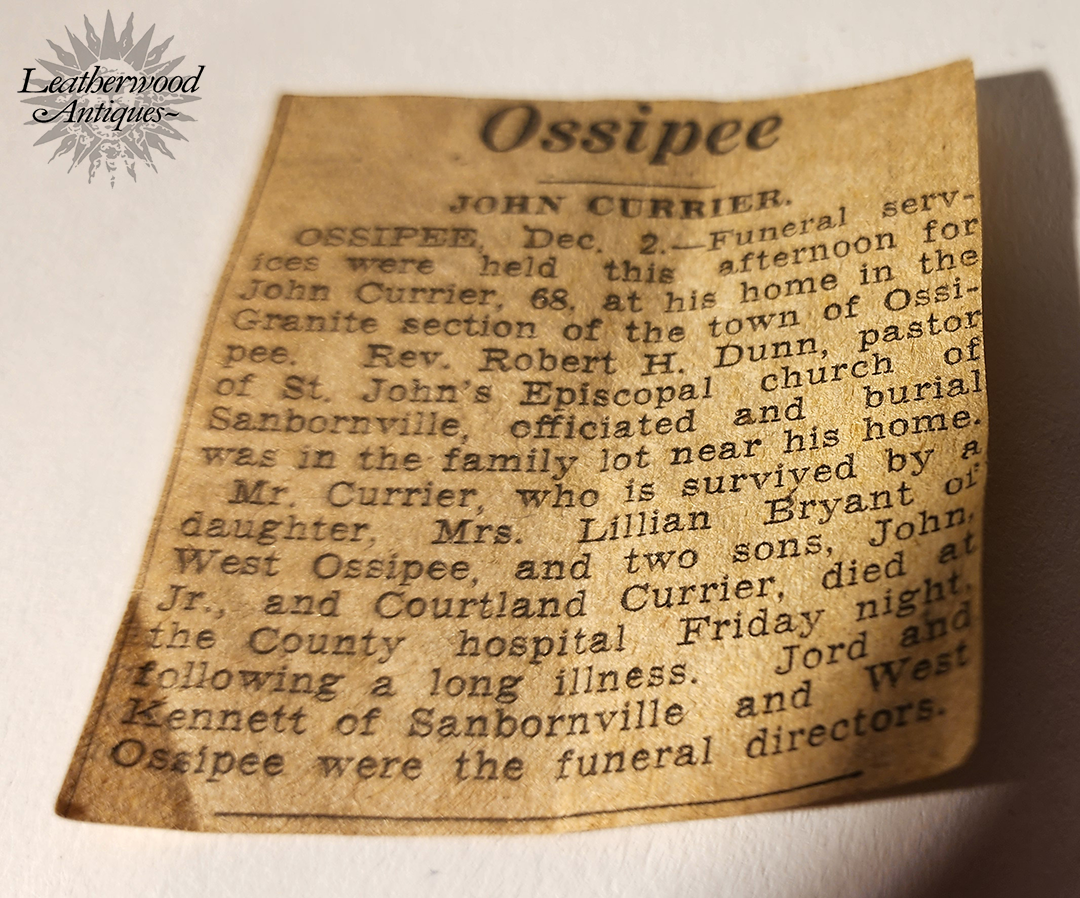 Leatherwood
Antiques~
Ossipee
JOHN CURRIER.
OSSIPEE, Dec. 2.—Funeral serv-
ices were held this afternoon for
John Currier, 68, at his home in the
Granite section of the town of Ossi-
pee. Rev. Robert H. Dunn, pastor
of St. John's Episcopal church of
Sanbornville, officiated and burial
was in the family lot near his home.
Mr. Currier, who is survived by a
daughter, Mrs. Lillian Bryant of
West Ossipee, and two sons, John,
Jr., and Courtland Currier, died at
the County hospital Friday night,
following a long illness. Jord and
Kennett of Sanbornville and West
Ossipee were the funeral directors.